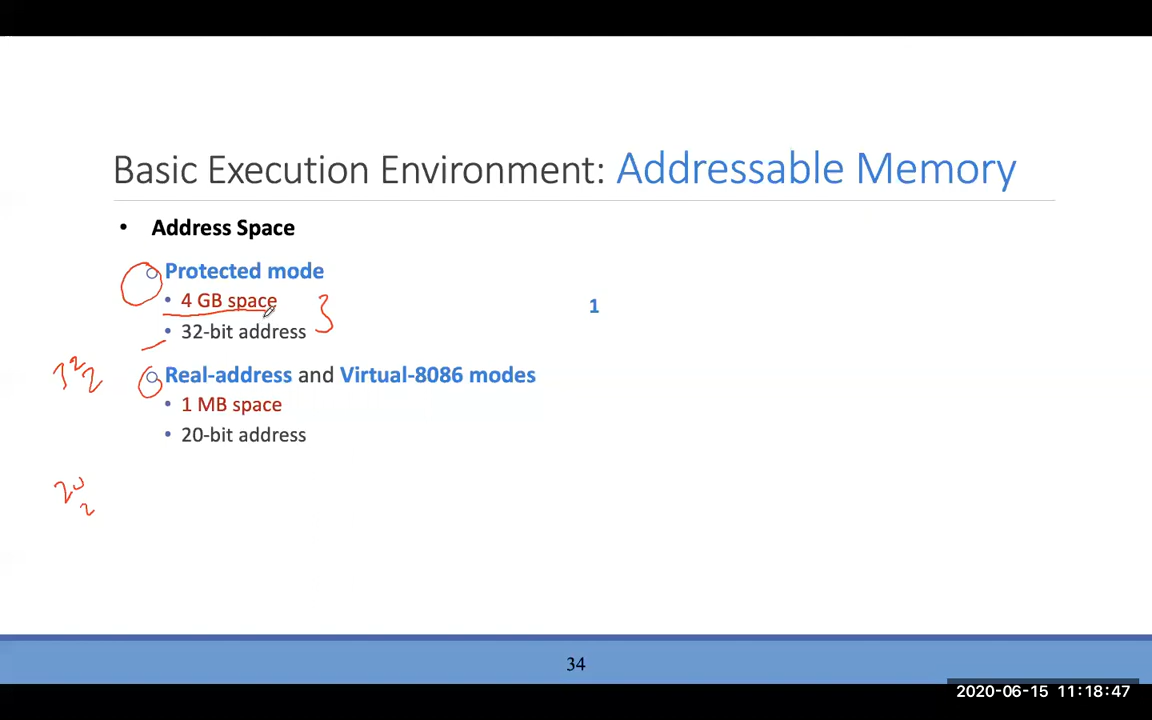 Basic Execution Environment: Addressable Memory
• Address Space
Protected mode
• 4 GB space
• 32-bit address
3
1
Real-address and Virtual-8086 modes
• 1 MB space
• 20-bit address
34
2020-06-15 11:18:47